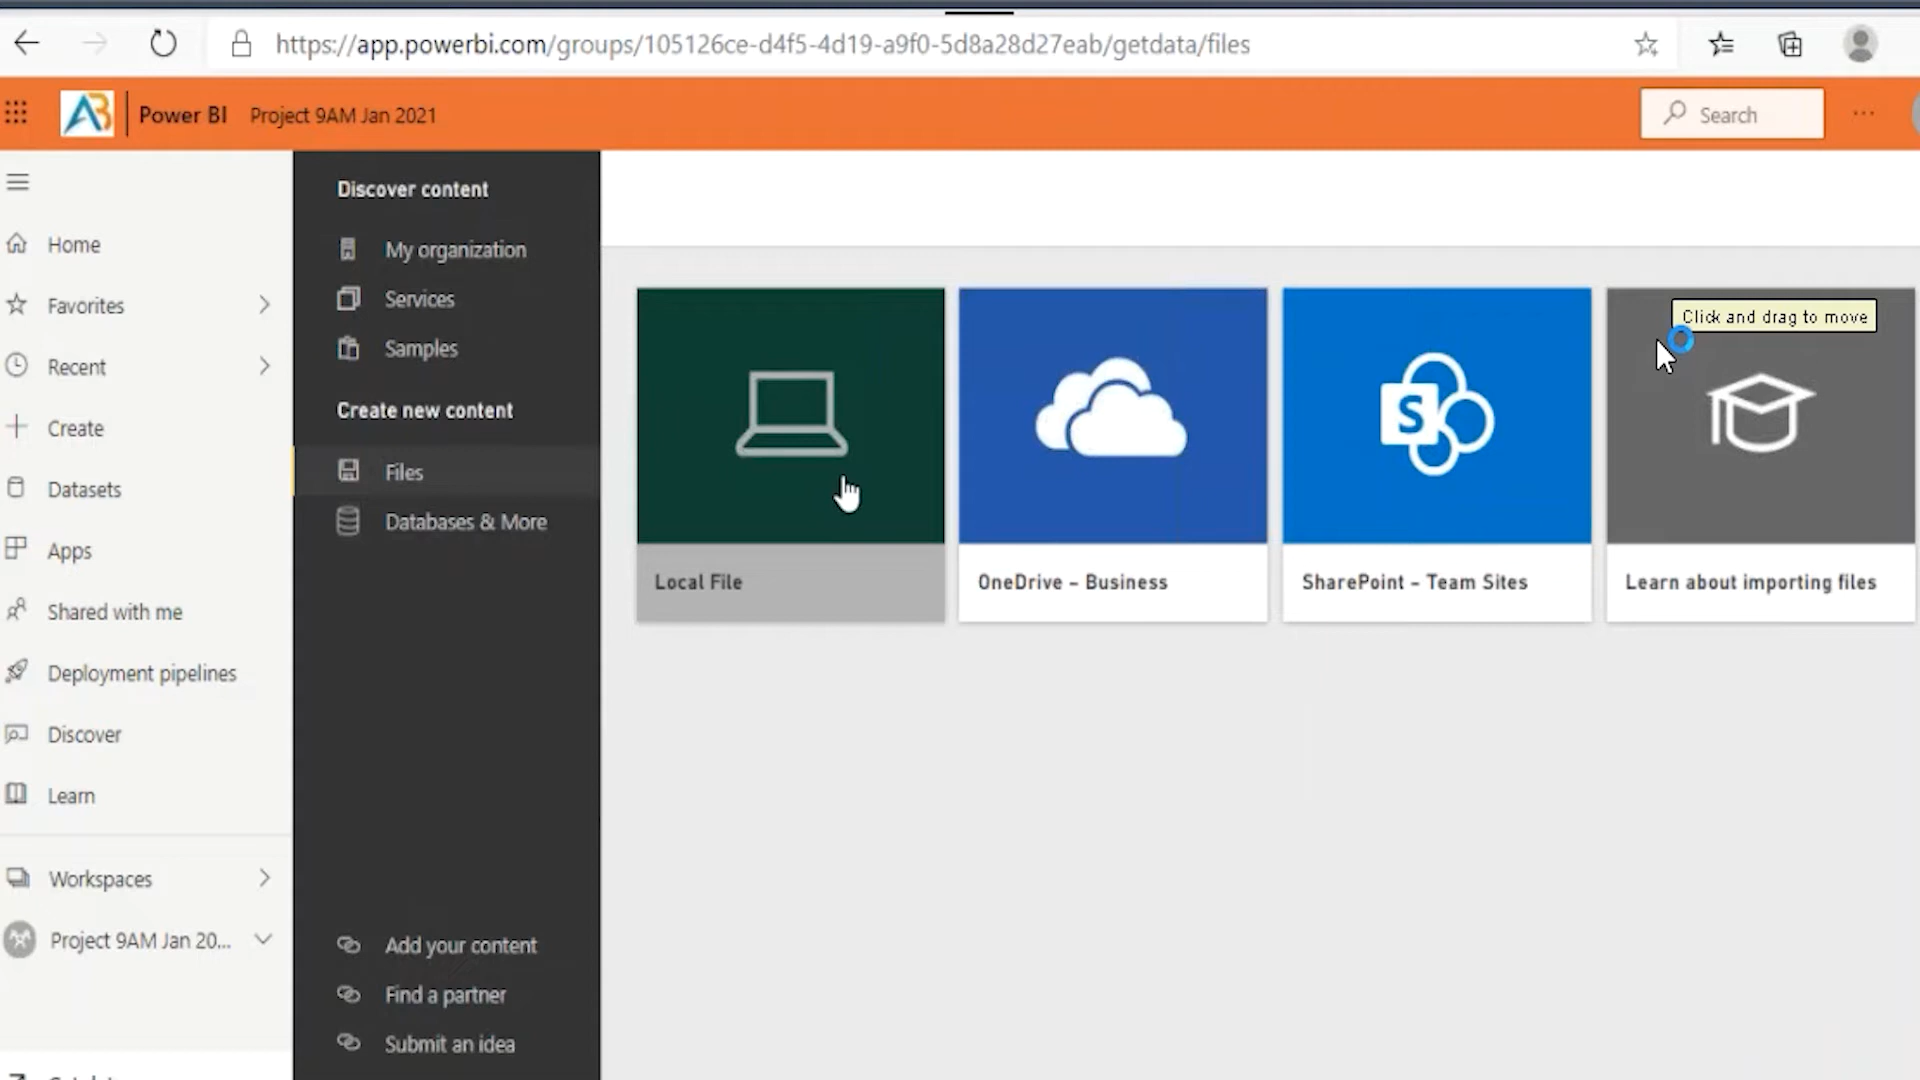 https://app.powerbi.com/groups/105126ce-d4f5-4d19-a9f0-5d8a28d27eab/getdata/files
Power BI Project 9AM Jan 2021
Search
Home
Favorites
Recent
Create
Datasets
Apps
Shared with me
Deployment pipelines
Discover
Learn
Workspaces
Project 9AM Jan 20...
Discover content
My organization
Services
Samples
Create new content
Files
Databases & More
Add your content
Find a partner
Submit an idea
Click and drag to move
S
Local File
OneDrive – Business
SharePoint – Team Sites
Learn about importing files